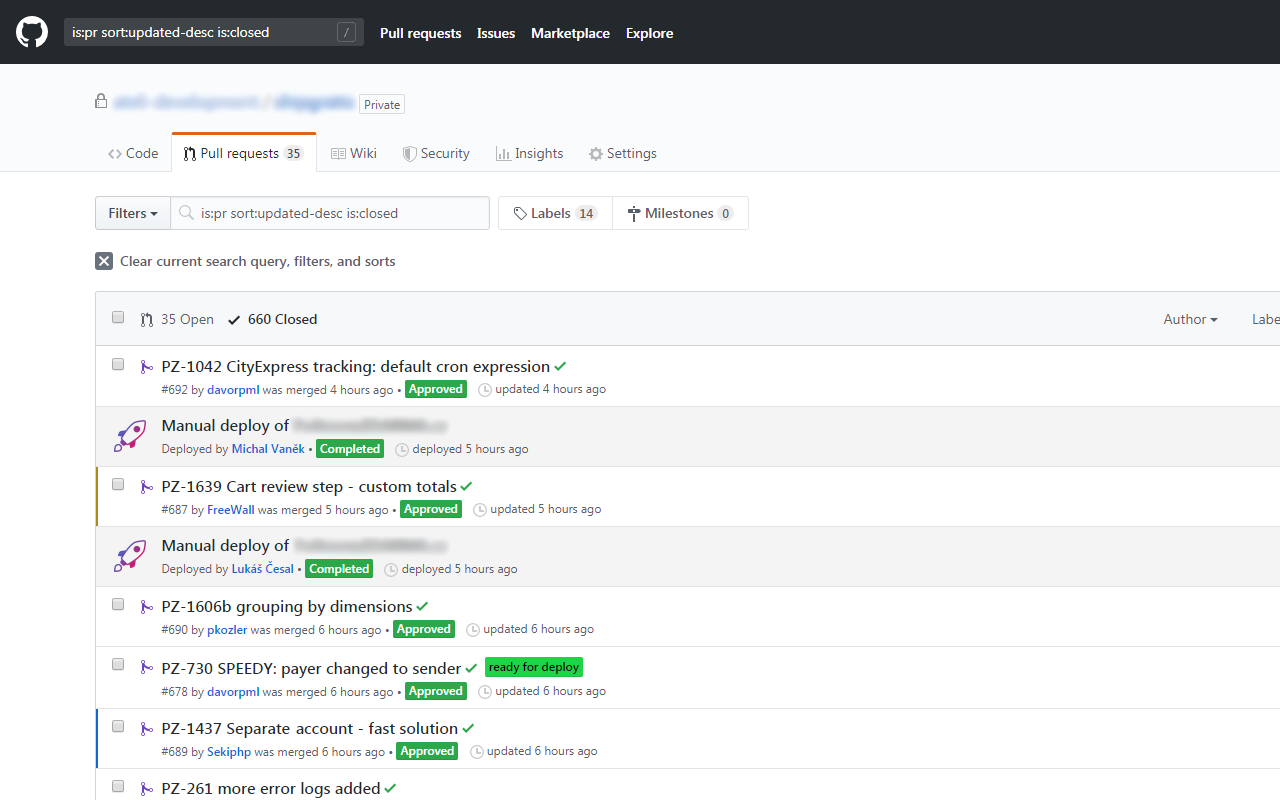 is:pr sort:updated-desc is:closed /
Pull requests Issues Marketplace Explore
Private
Code Pull requests 35 Wiki Security Insights Settings
Filters is:pr sort:updated-desc is:closed Labels 14 Milestones 0
Clear current search query, filters, and sorts
35 Open 660 Closed Author Labe
PZ-1042 CityExpress tracking: default cron expression
#692 by davorpml was merged 4 hours ago • Approved updated 4 hours ago
Manual deploy of
Deployed by Michal Vaněk • Completed deployed 5 hours ago
PZ-1639 Cart review step - custom totals
#687 by FreeWall was merged 5 hours ago • Approved updated 5 hours ago
Manual deploy of
Deployed by Lukáš Česal • Completed deployed 5 hours ago
PZ-1606b grouping by dimensions
#690 by pkozler was merged 6 hours ago • Approved updated 6 hours ago
PZ-730 SPEEDY: payer changed to sender ready for deploy
#678 by davorpml was merged 6 hours ago • Approved updated 6 hours ago
PZ-1437 Separate account - fast solution
#689 by Sekiphp was merged 6 hours ago • Approved updated 6 hours ago
PZ-261 more error logs added